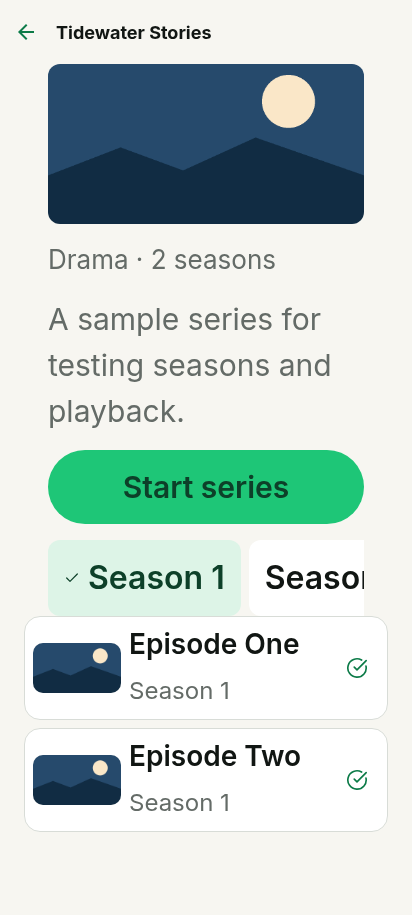 Tidewater Stories
Drama · 2 seasons
A sample series for
testing seasons and
playback.
Start series
Season 1
Episode One
Season 1
Episode Two
Season 1